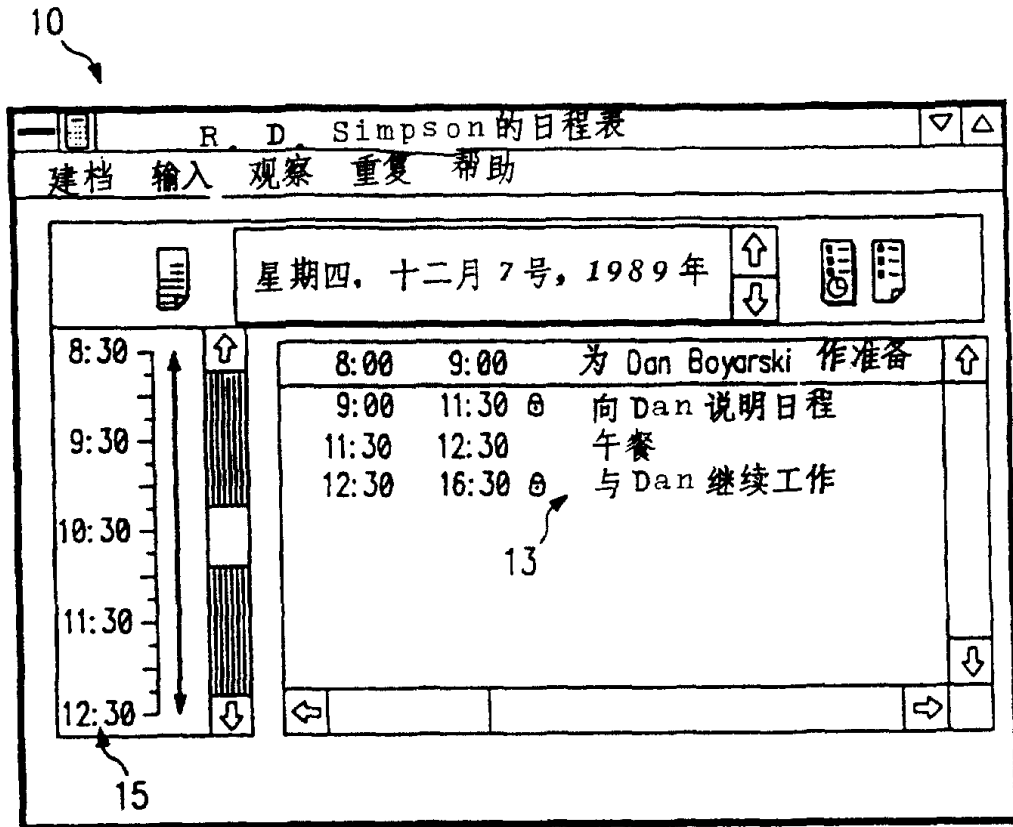 10
R. D. Simpson的日程表
建档 输入 观察 重复 帮助
星期四, 十二月 7号, 1989年
8:30
9:30
10:30
11:30
12:30
8:00 9:00 为 Dan Boyarski 作准备
9:00 11:30 向 Dan 说明日程
11:30 12:30 午餐
12:30 16:30 与 Dan 继续工作
13
15